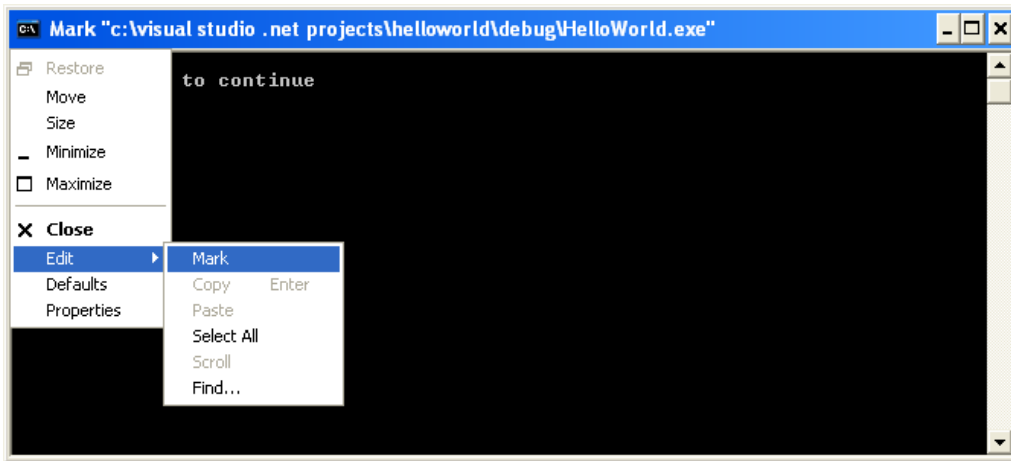 Mark "c:\visual studio .net projects\helloworld\debug\HelloWorld.exe"
Restore
to continue
Move
Size
Minimize
Maximize
Close
Edit
Mark
Defaults
Copy Enter
Properties
Paste
Select All
Scroll
Find...